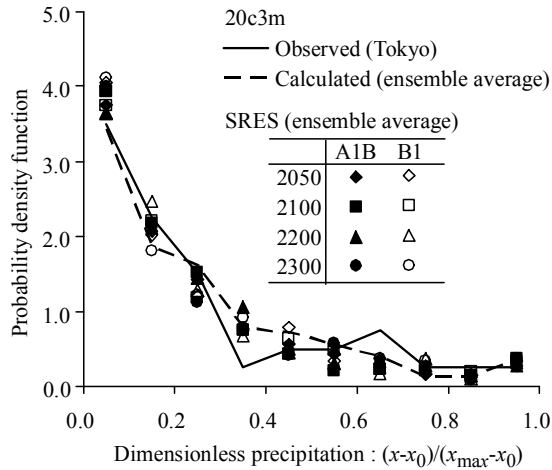 20c3m
Observed (Tokyo)
Calculated (ensemble average)
SRES (ensemble average)
A1B B1
2050
2100
2200
2300
Probability density function
5.0
4.0
3.0
2.0
1.0
0.0
0.0 0.2 0.4 0.6 0.8 1.0
Dimensionless precipitation : (x-x0)/(xmax-x0)